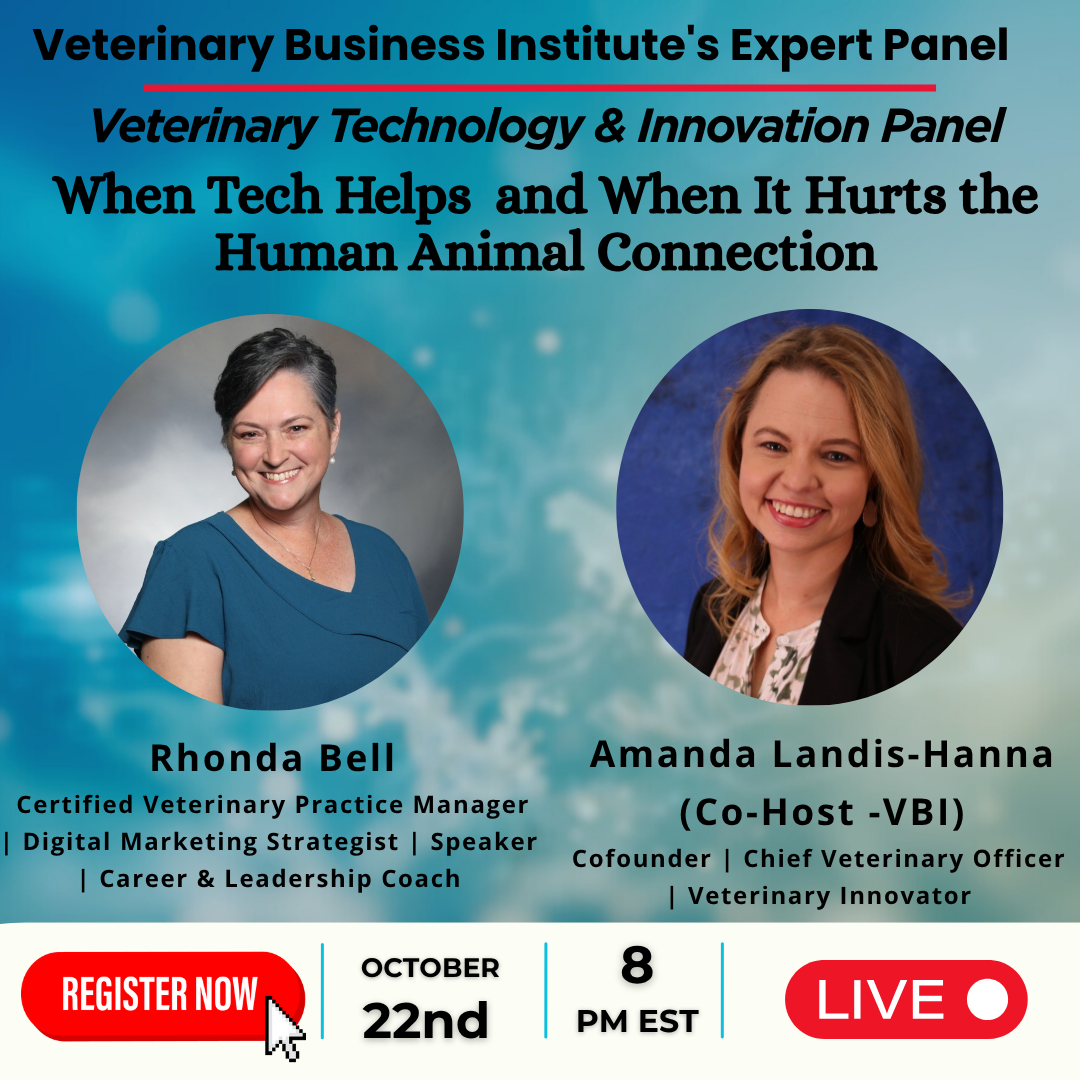 Veterinary Business Institute's Expert Panel
Veterinary Technology & Innovation Panel
When Tech Helps and When It Hurts the
Human Animal Connection
Rhonda Bell
Certified Veterinary Practice Manager
| Digital Marketing Strategist | Speaker
| Career & Leadership Coach
Amanda Landis-Hanna
(Co-Host -VBI)
Cofounder | Chief Veterinary Officer
| Veterinary Innovator
REGISTER NOW
OCTOBER
22nd
8
PM EST
LIVE